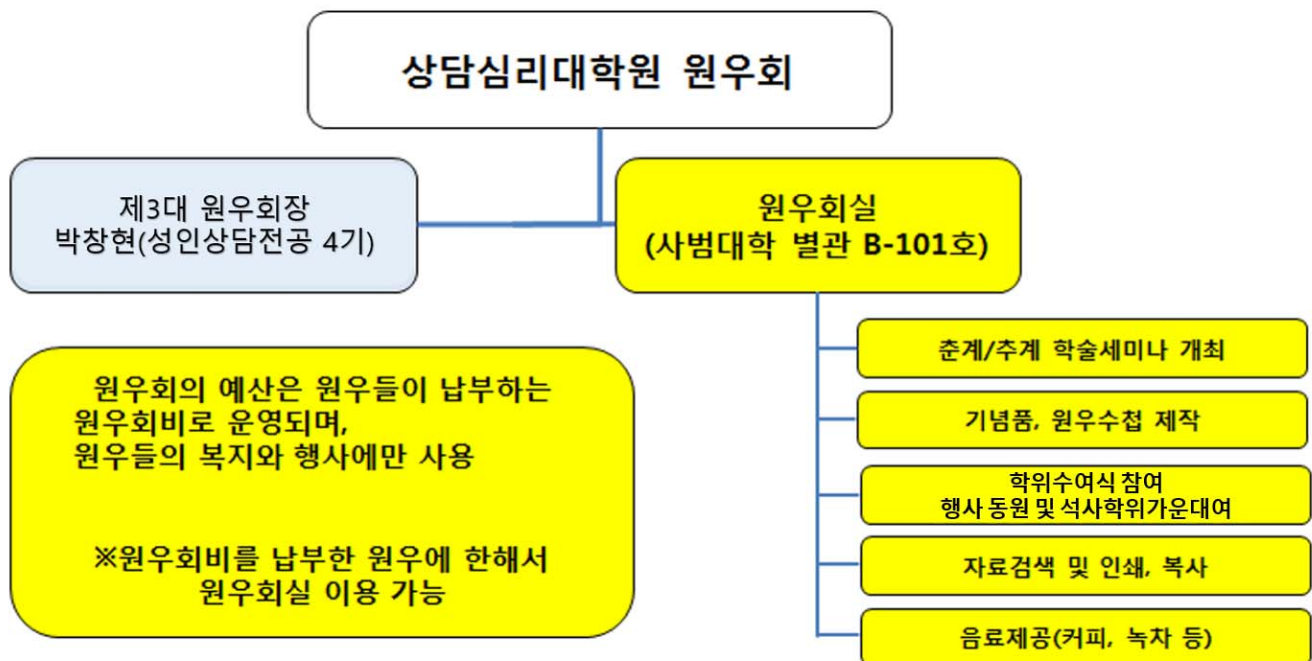 상담심리대학원 원우회
제3대 원우회장
박창현(성인상담전공 4기)
원우회실
(사범대학 별관 B-101호)
원우회의 예산은 원우들이 납부하는
원우회비로 운영되며,
원우들의 복지와 행사에만 사용
※원우회비를 납부한 원우에 한해서
원우회실 이용 가능
춘계/추계 학술세미나 개최
기념품, 원우수첩 제작
학위수여식 참여
행사 동원 및 석사학위가운대여
자료검색 및 인쇄, 복사
음료제공(커피, 녹차 등)